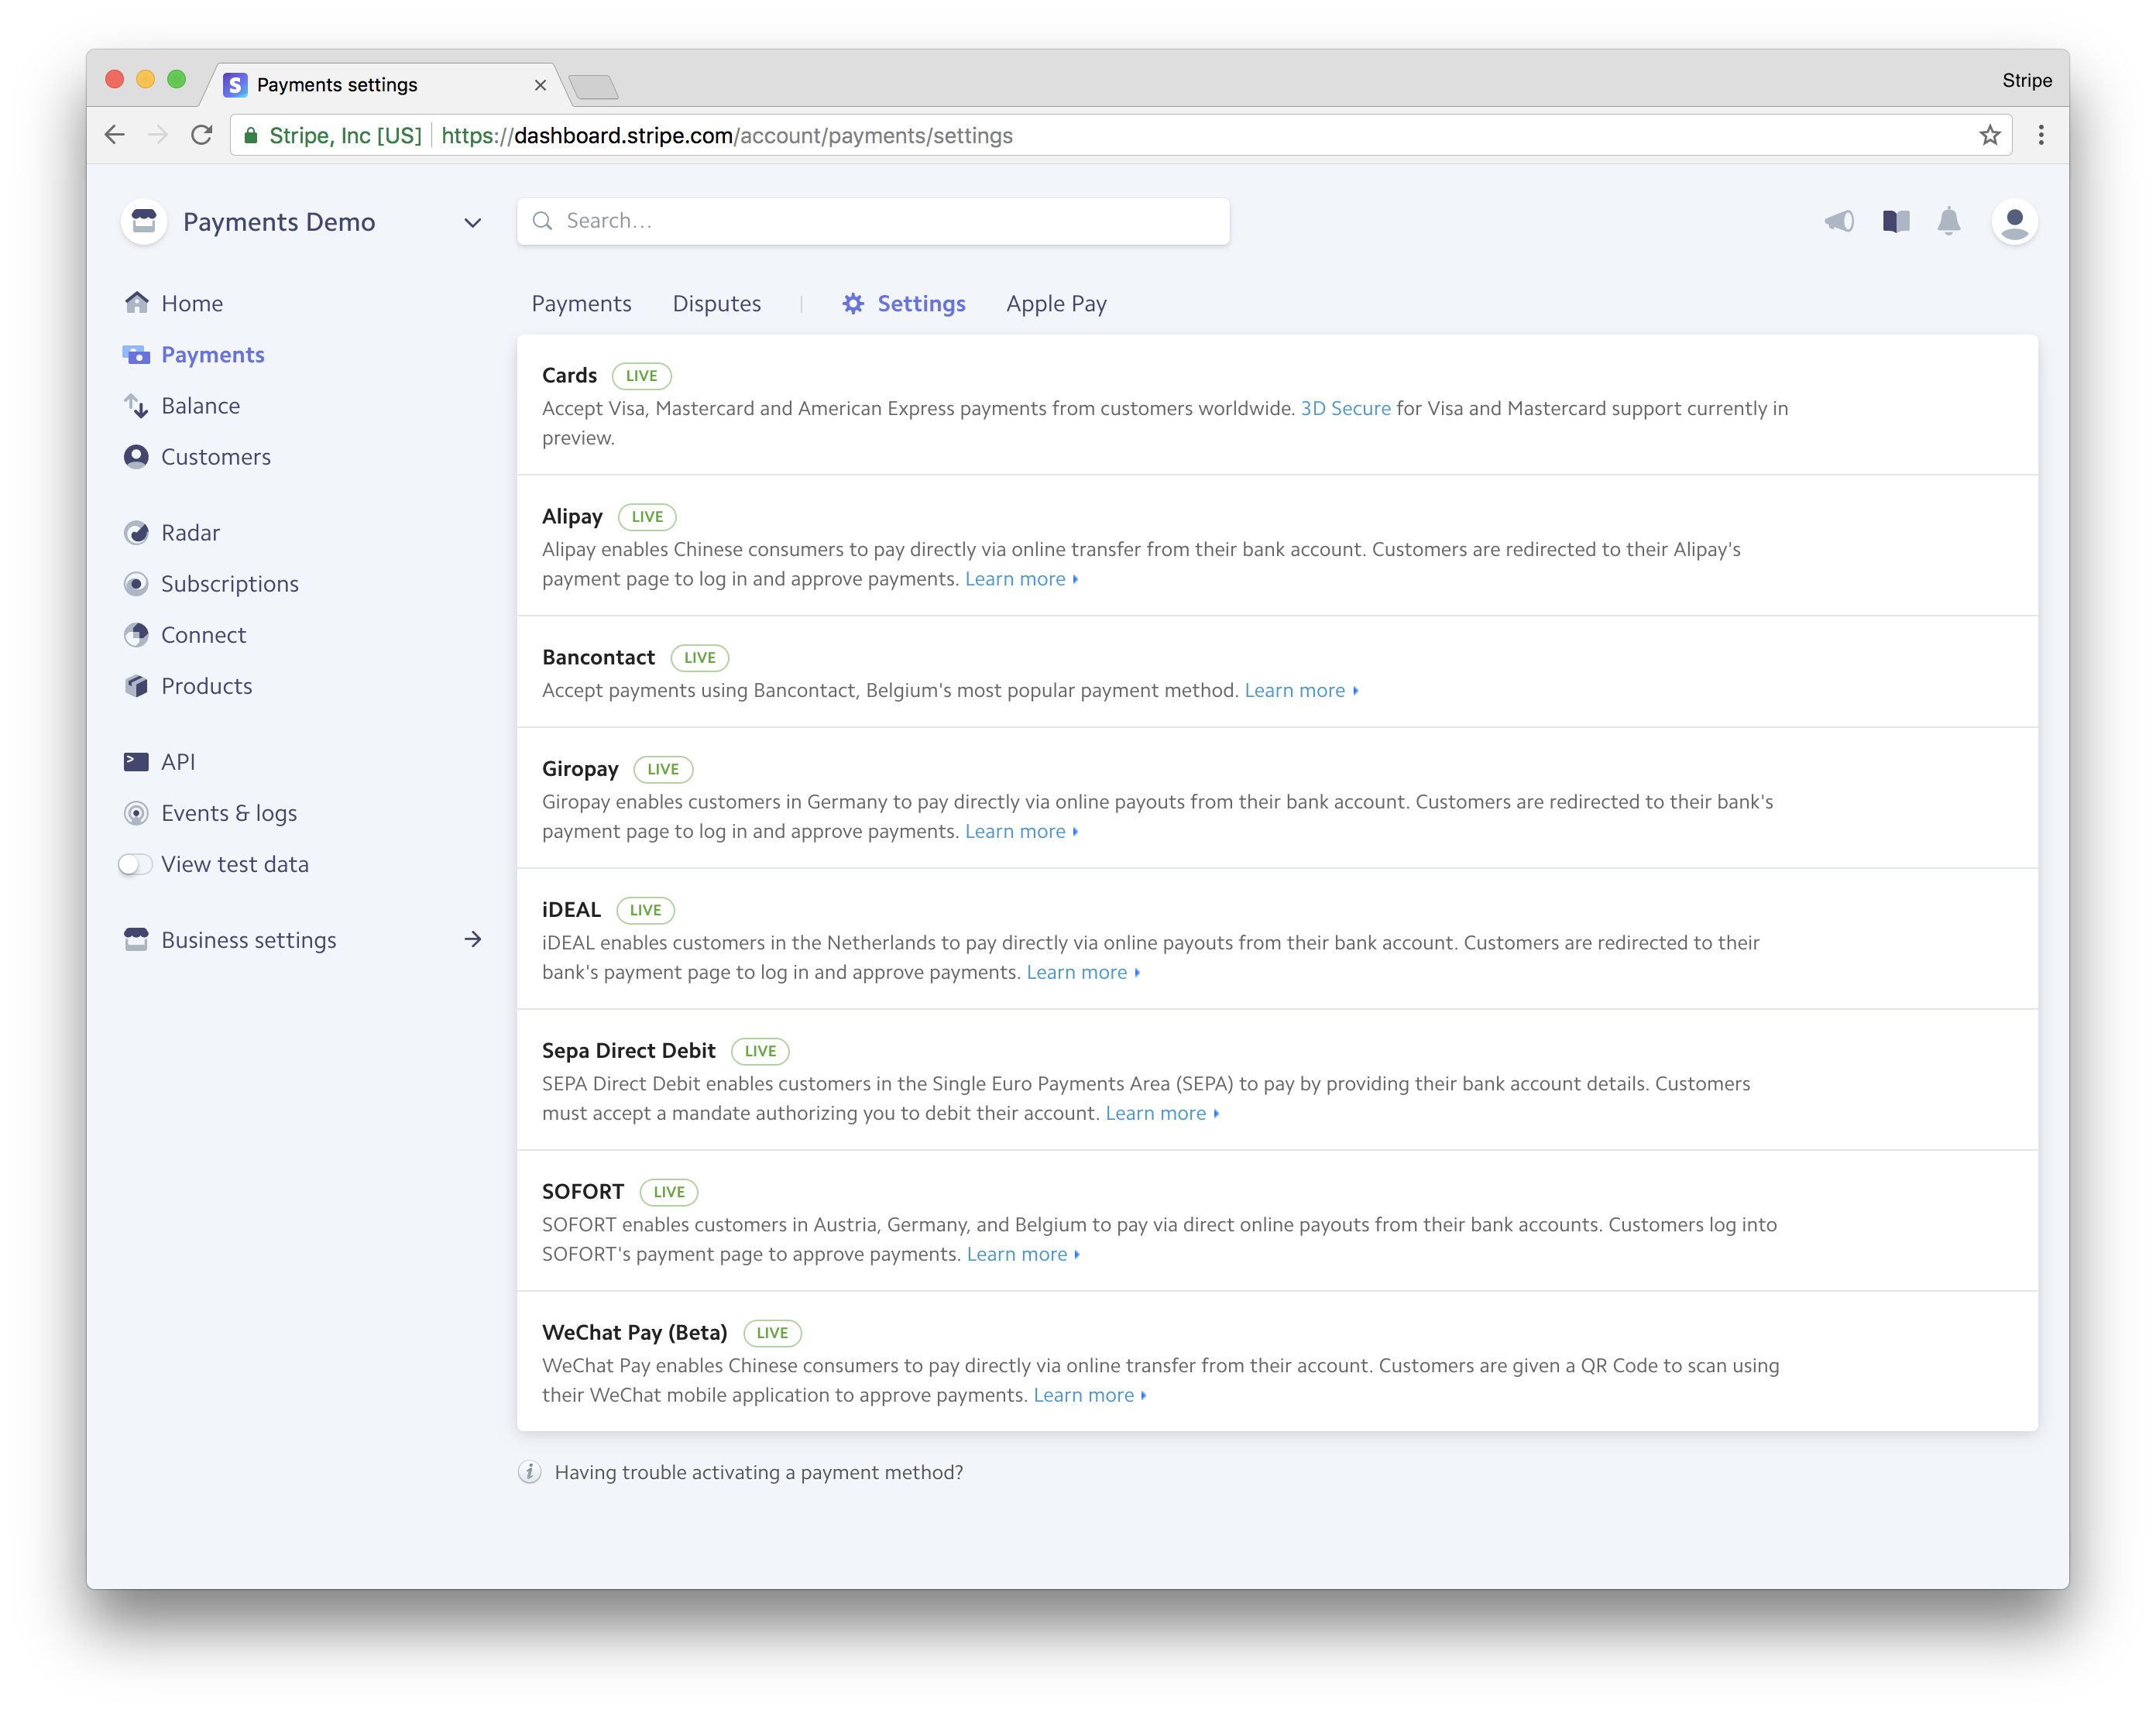 Payments settings
Stripe
Stripe, Inc [US] https://dashboard.stripe.com/account/payments/settings
Payments Demo
Search…
Home
Payments
Balance
Customers
Radar
Subscriptions
Connect
Products
API
Events & logs
View test data
Business settings
Payments Disputes Settings Apple Pay
Cards LIVE
Accept Visa, Mastercard and American Express payments from customers worldwide. 3D Secure for Visa and Mastercard support currently in
preview.
Alipay LIVE
Alipay enables Chinese consumers to pay directly via online transfer from their bank account. Customers are redirected to their Alipay's
payment page to log in and approve payments. Learn more
Bancontact LIVE
Accept payments using Bancontact, Belgium's most popular payment method. Learn more
Giropay LIVE
Giropay enables customers in Germany to pay directly via online payouts from their bank account. Customers are redirected to their bank's
payment page to log in and approve payments. Learn more
iDEAL LIVE
iDEAL enables customers in the Netherlands to pay directly via online payouts from their bank account. Customers are redirected to their
bank's payment page to log in and approve payments. Learn more
Sepa Direct Debit LIVE
SEPA Direct Debit enables customers in the Single Euro Payments Area (SEPA) to pay by providing their bank account details. Customers
must accept a mandate authorizing you to debit their account. Learn more
SOFORT LIVE
SOFORT enables customers in Austria, Germany, and Belgium to pay via direct online payouts from their bank accounts. Customers log into
SOFORT's payment page to approve payments. Learn more
WeChat Pay (Beta) LIVE
WeChat Pay enables Chinese consumers to pay directly via online transfer from their account. Customers are given a QR Code to scan using
their WeChat mobile application to approve payments. Learn more
Having trouble activating a payment method?